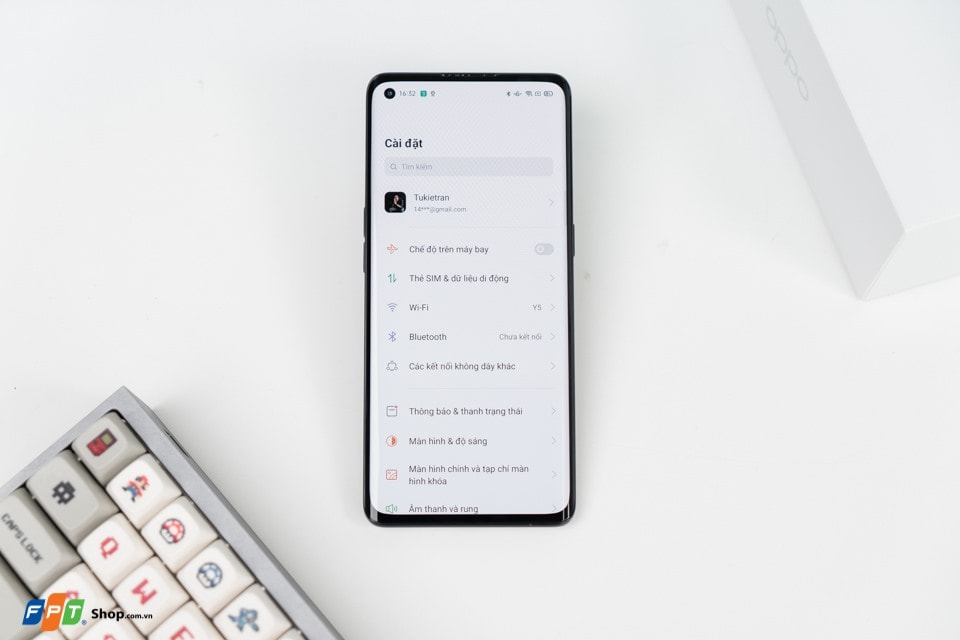 oppo
16:32
Cài đặt
Tìm kiếm
Tukietran
14***@gmail.com
Chế độ trên máy bay
Thẻ SIM & dữ liệu di động
Wi-Fi Y5
Bluetooth Chưa kết nối
Các kết nối không dây khác
Thông báo & thanh trạng thái
Màn hình & độ sáng
Màn hình chính và tạp chí màn
hình khóa
Âm thanh và rung
CAPS LOCK
Q
W
E
FPT Shop.com.vn